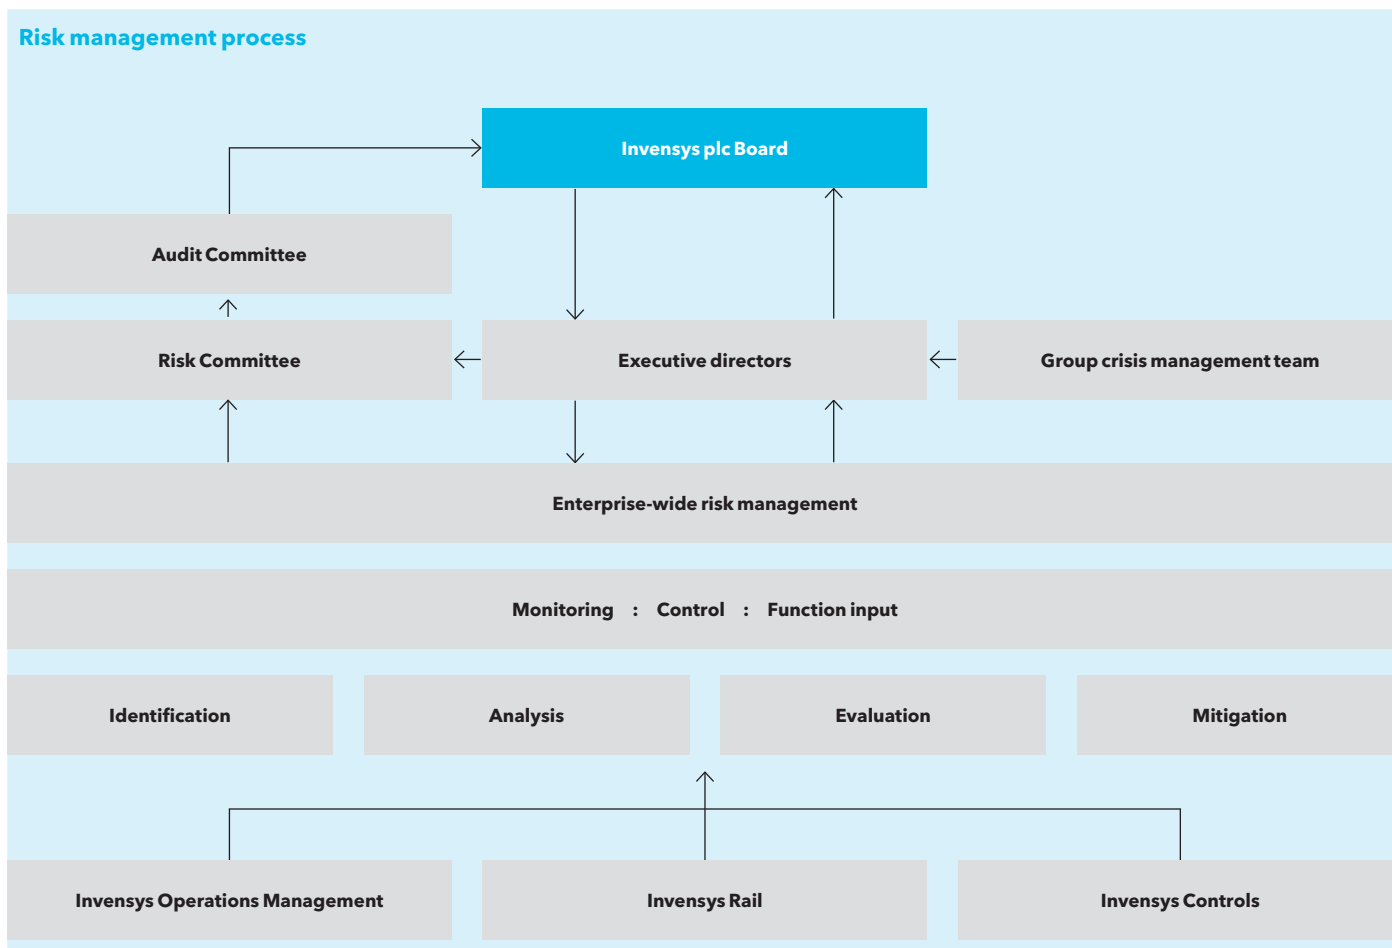 Risk management process
Invensys plc Board
Audit Committee
Risk Committee
Executive directors
Group crisis management team
Enterprise-wide risk management
Monitoring : Control : Function input
Identification
Analysis
Evaluation
Mitigation
Invensys Operations Management
Invensys Rail
Invensys Controls